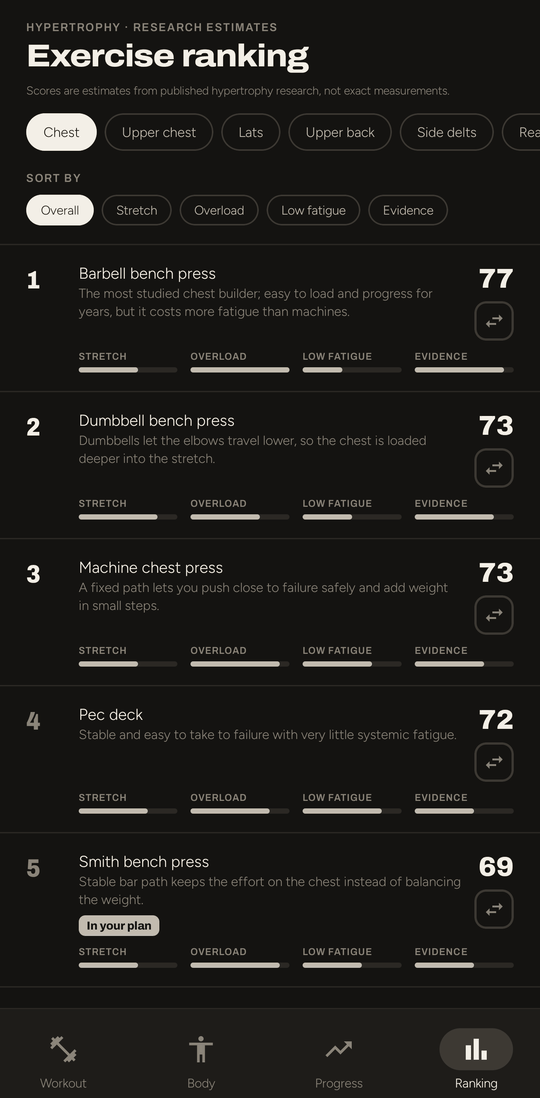 HYPERTROPHY · RESEARCH ESTIMATES
Exercise ranking
Scores are estimates from published hypertrophy research, not exact measurements.
Chest Upper chest Lats Upper back Side delts Rea
SORT BY
Overall Stretch Overload Low fatigue Evidence
1 Barbell bench press 77
The most studied chest builder; easy to load and progress for
years, but it costs more fatigue than machines.
STRETCH OVERLOAD LOW FATIGUE EVIDENCE
2 Dumbbell bench press 73
Dumbbells let the elbows travel lower, so the chest is loaded
deeper into the stretch.
STRETCH OVERLOAD LOW FATIGUE EVIDENCE
3 Machine chest press 73
A fixed path lets you push close to failure safely and add weight
in small steps.
STRETCH OVERLOAD LOW FATIGUE EVIDENCE
4 Pec deck 72
Stable and easy to take to failure with very little systemic fatigue.
STRETCH OVERLOAD LOW FATIGUE EVIDENCE
5 Smith bench press 69
Stable bar path keeps the effort on the chest instead of balancing
the weight.
In your plan
STRETCH OVERLOAD LOW FATIGUE EVIDENCE
Workout Body Progress Ranking